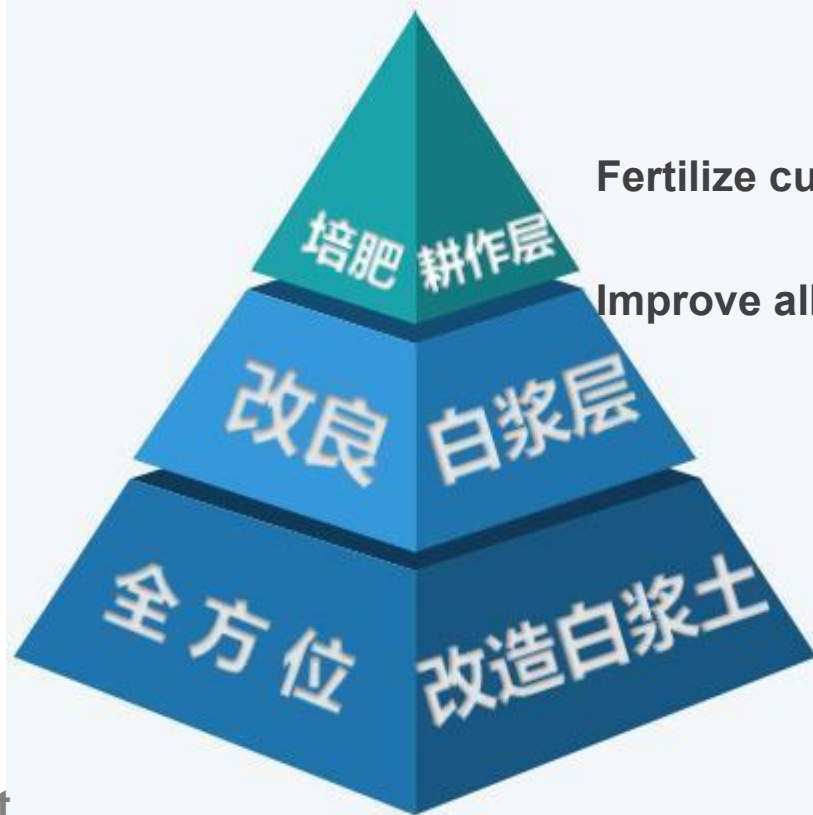 Fertilize cu
培肥 耕作层
Improve all
改良 白浆层
全方位 改造白浆土
t